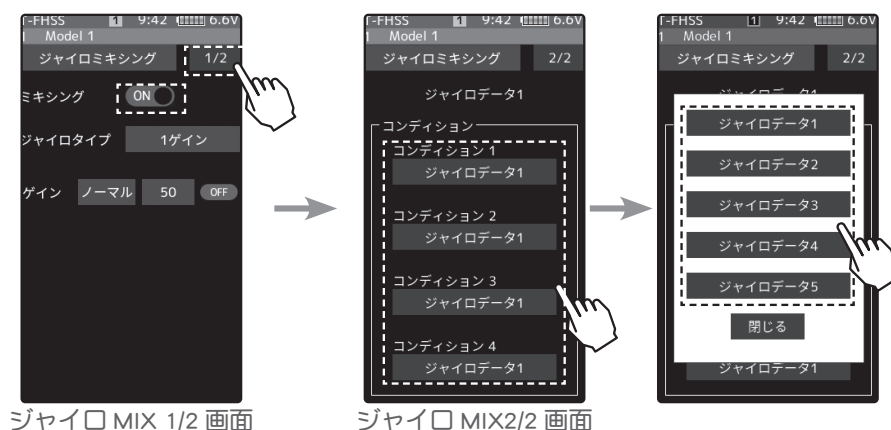 T-FHSS 1 9:42 6.6V
1 Model 1
ジャイロミキシング 1/2
ミキシング ON
ジャイロタイプ 1ゲイン
ゲイン ノーマル 50 OFF
ジャイロ MIX 1/2 画面
T-FHSS 1 9:42 6.6V
1 Model 1
ジャイロミキシング 2/2
ジャイロデータ1
コンディション
コンディション 1
ジャイロデータ1
コンディション 2
ジャイロデータ1
コンディション 3
ジャイロデータ1
コンディション 4
ジャイロデータ1
ジャイロ MIX2/2 画面
T-FHSS 1 9:42 6.6V
1 Model 1
ジャイロミキシング 2/2
ジャイロデータ1
ジャイロデータ1
ジャイロデータ2
ジャイロデータ3
ジャイロデータ4
ジャイロデータ5
閉じる
ジャイロデータ1